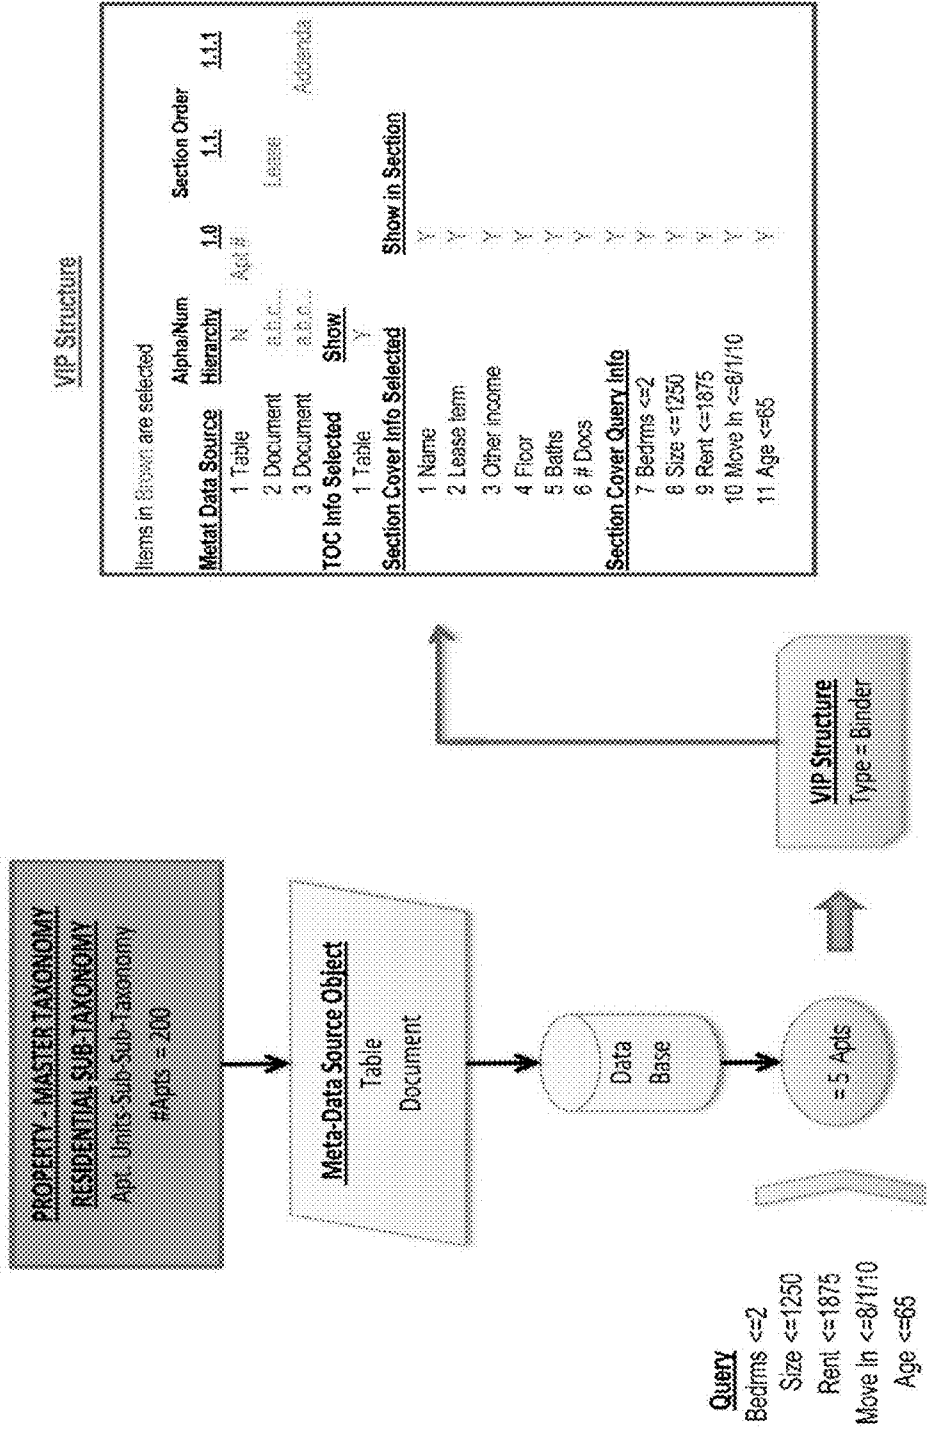 PROPERTY - MASTER TAXONOMY
RESIDENTIAL SUB-TAXONOMY
Apt. Units Sub-Sub-Taxonomy
#Apts = 200
Meta-Data Source Object
Table
Document
Data
Base
= 5 Apts
Query
Bedrms <=2
Size <=1250
Rent <=1875
Move In <=8/1/10
Age <=65
VIP Structure
Type = Binder
VIP Structure
Items in Brown are selected
Alpha/Num Section Order
Metat Data Source Hierarchy 1.0 1.1. 1.1.1
1 Table N Apt #
2 Document a.b.c... Lease
3 Document a.b.c... Addenda
TOC Info Selected Show
1 Table Y
Section Cover Info Selected Show in Section
1 Name Y
2 Lease term Y
3 Other income Y
4 Floor Y
5 Baths Y
6 # Docs Y
Section Cover Query Info Y
7 Bedrms <=2 Y
8 Size <=1250 Y
9 Rent <=1875 Y
10 Move In <=8/1/10 Y
11 Age <=65 Y